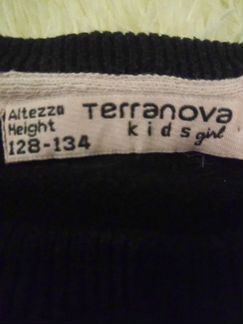 Altezza
Height
128-134
Terranova
kids girl